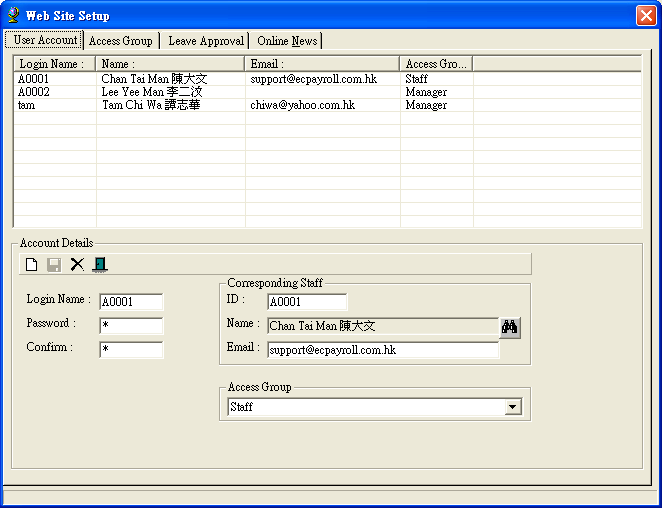 Web Site Setup
User Account Access Group Leave Approval Online News
Login Name : Name : Email : Access Gro...
A0001 Chan Tai Man 陳大文 support@ecpayroll.com.hk Staff
A0002 Lee Yee Man 李二汶 Manager
tam Tam Chi Wa 譚志華 chiwa@yahoo.com.hk Manager
Account Details
Corresponding Staff
Login Name : A0001 ID : A0001
Password : * Name : Chan Tai Man 陳大文
Confirm : * Email : support@ecpayroll.com.hk
Access Group
Staff